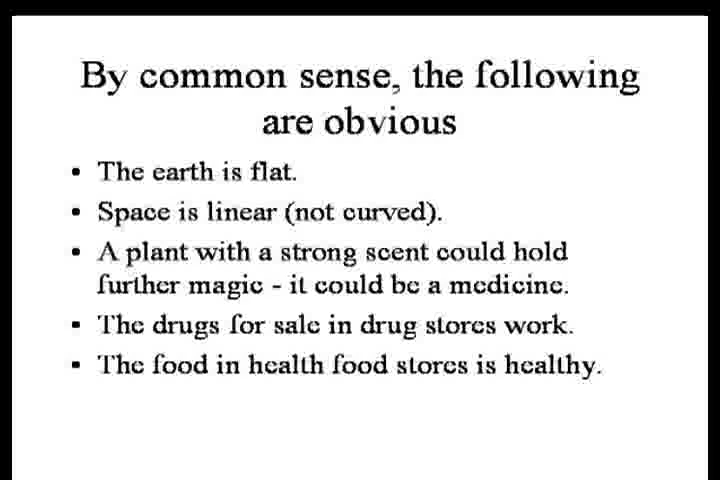 By common sense, the following
are obvious
• The earth is flat.
• Space is linear (not curved).
• A plant with a strong scent could hold
further magic - it could be a medicine.
• The drugs for sale in drug stores work.
• The food in health food stores is healthy.